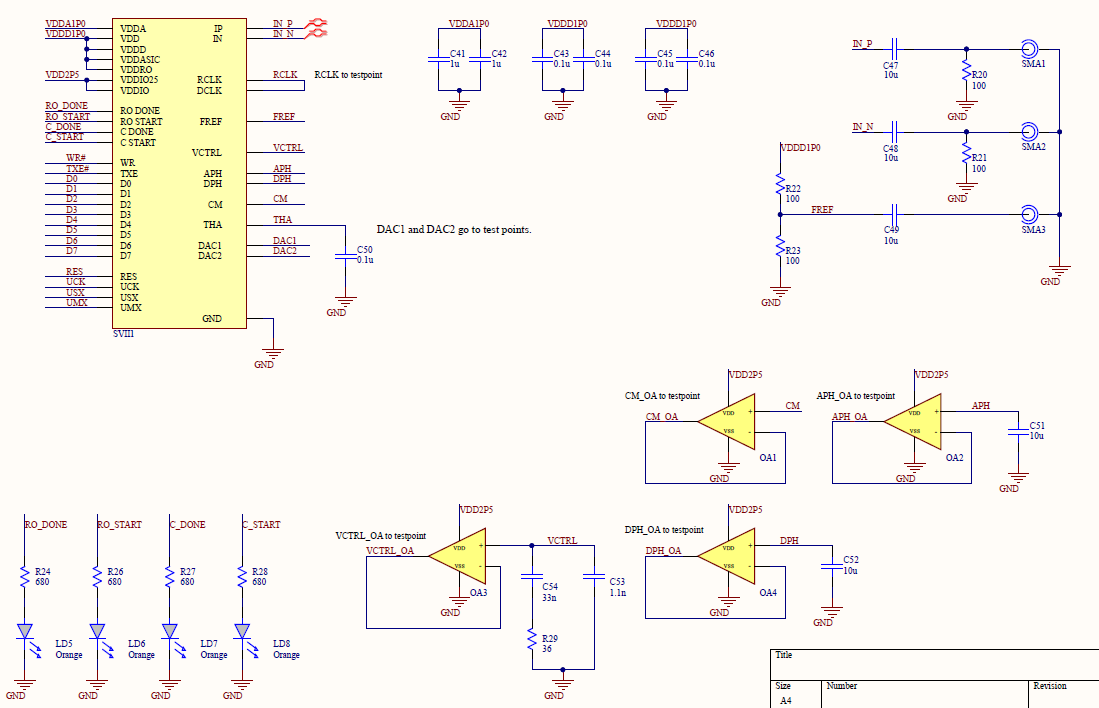 VDDA1P0
VDDD1P0
VDD2P5
RO_DONE
RO_START
C_DONE
C_START
WR#
TXE#
D0
D1
D2
D3
D4
D5
D6
D7
RES
UCK
USX
UMX
VDDA
VDD
VDDD
VDDASIC
VDDRO
VDDIO25
VDDIO
RO DONE
RO START
C DONE
C START
WR
TXE
D0
D1
D2
D3
D4
D5
D6
D7
RES
UCK
USX
UMX
IP
IN
RCLK
DCLK
FREF
VCTRL
APH
DPH
CM
THA
DAC1
DAC2
GND
SVII1
IN_P
IN_N
RCLK
RCLK to testpoint
FREF
VCTRL
APH
DPH
CM
THA
DAC1
DAC2
C50
0.1u
GND
GND
DAC1 and DAC2 go to test points.
VDDA1P0
C41
1u
C42
1u
GND
VDDD1P0
C43
0.1u
C44
0.1u
GND
VDDD1P0
C45
0.1u
C46
0.1u
GND
IN_P
C47
10u
R20
100
GND
SMA1
IN_N
C48
10u
R21
100
GND
SMA2
VDDD1P0
R22
100
FREF
R23
100
GND
C49
10u
SMA3
GND
CM_OA to testpoint
VDD2P5
CM_OA
VDD
VSS
+
-
CM
OA1
GND
APH_OA to testpoint
VDD2P5
APH_OA
VDD
VSS
+
-
APH
OA2
GND
C51
10u
GND
RO_DONE
R24
680
LD5
Orange
GND
RO_START
R26
680
LD6
Orange
GND
C_DONE
R27
680
LD7
Orange
GND
C_START
R28
680
LD8
Orange
GND
VCTRL_OA to testpoint
VDD2P5
VCTRL_OA
VDD
VSS
+
-
VCTRL
OA3
GND
C54
33n
C53
1.1n
R29
36
GND
DPH_OA to testpoint
VDD2P5
DPH_OA
VDD
VSS
+
-
DPH
OA4
GND
C52
10u
GND
Title
Size
A4
Number
Revision